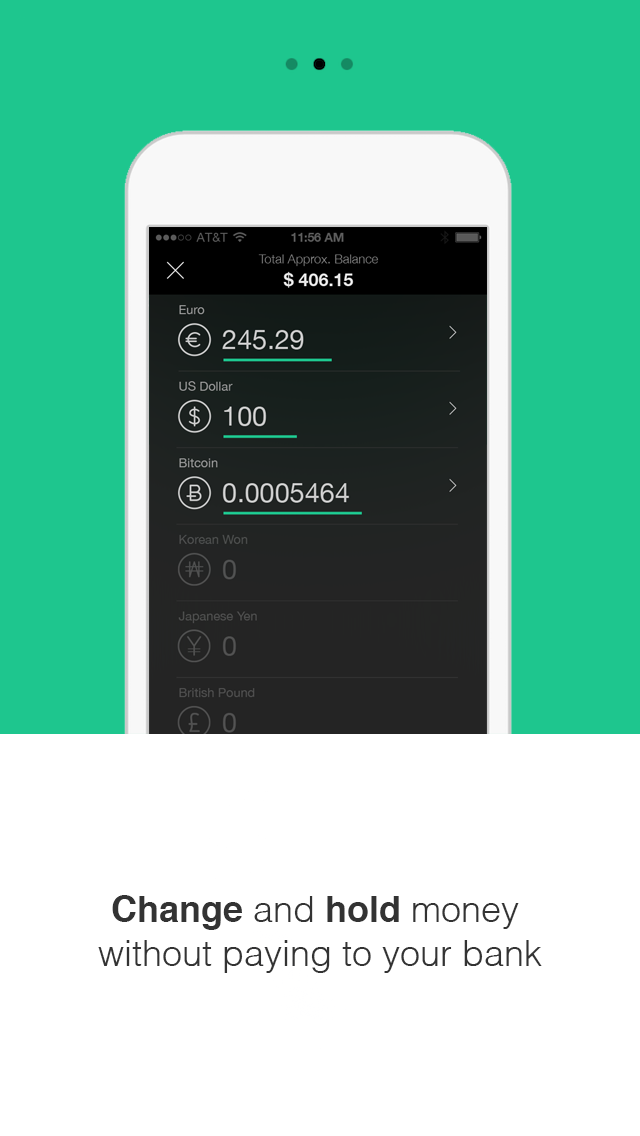 AT&T 11:56 AM
Total Approx. Balance
$ 406.15
Euro
€ 245.29
US Dollar
$ 100
Bitcoin
Ƀ 0.0005464
Korean Won
₩ 0
Japanese Yen
¥ 0
British Pound
£ 0
Change and hold money
without paying to your bank